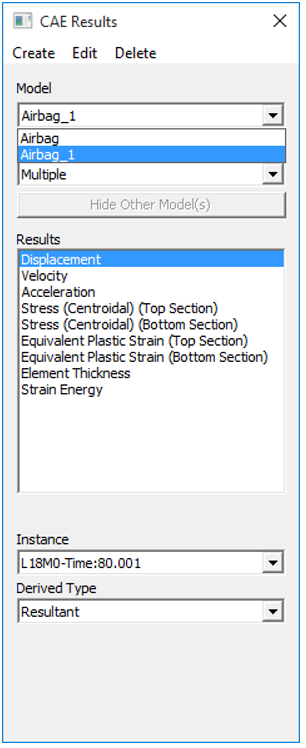 CAE Results
Create Edit Delete
Model
Airbag_1
Airbag
Airbag_1
Multiple
Hide Other Model(s)
Results
Displacement
Velocity
Acceleration
Stress (Centroidal) (Top Section)
Stress (Centroidal) (Bottom Section)
Equivalent Plastic Strain (Top Section)
Equivalent Plastic Strain (Bottom Section)
Element Thickness
Strain Energy
Instance
L18M0-Time:80.001
Derived Type
Resultant